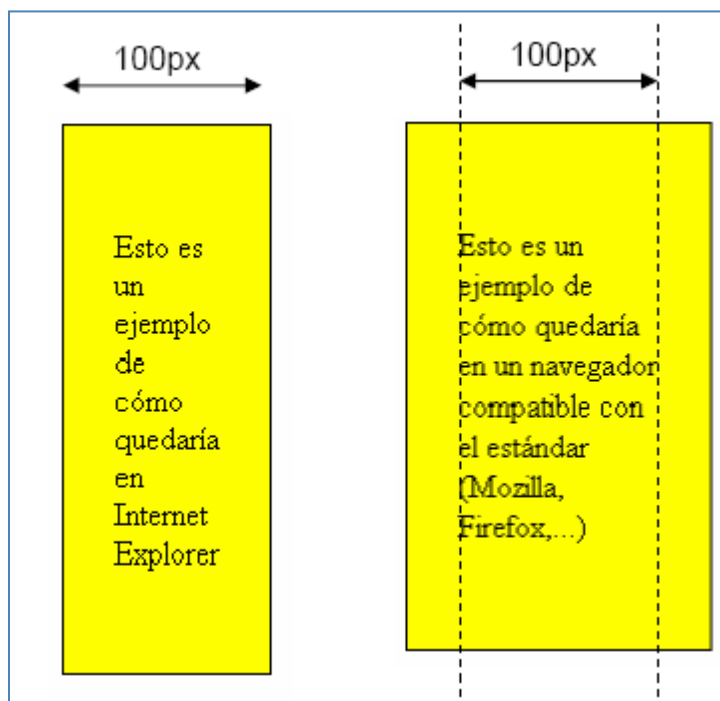 100px
Esto es
un
ejemplo
de
cómo
quedaría
en
Internet
Explorer
100px
Esto es un
ejemplo de
cómo quedaría
en un navegador
compatible con
el estándar
(Mozilla,
Firefox,...)